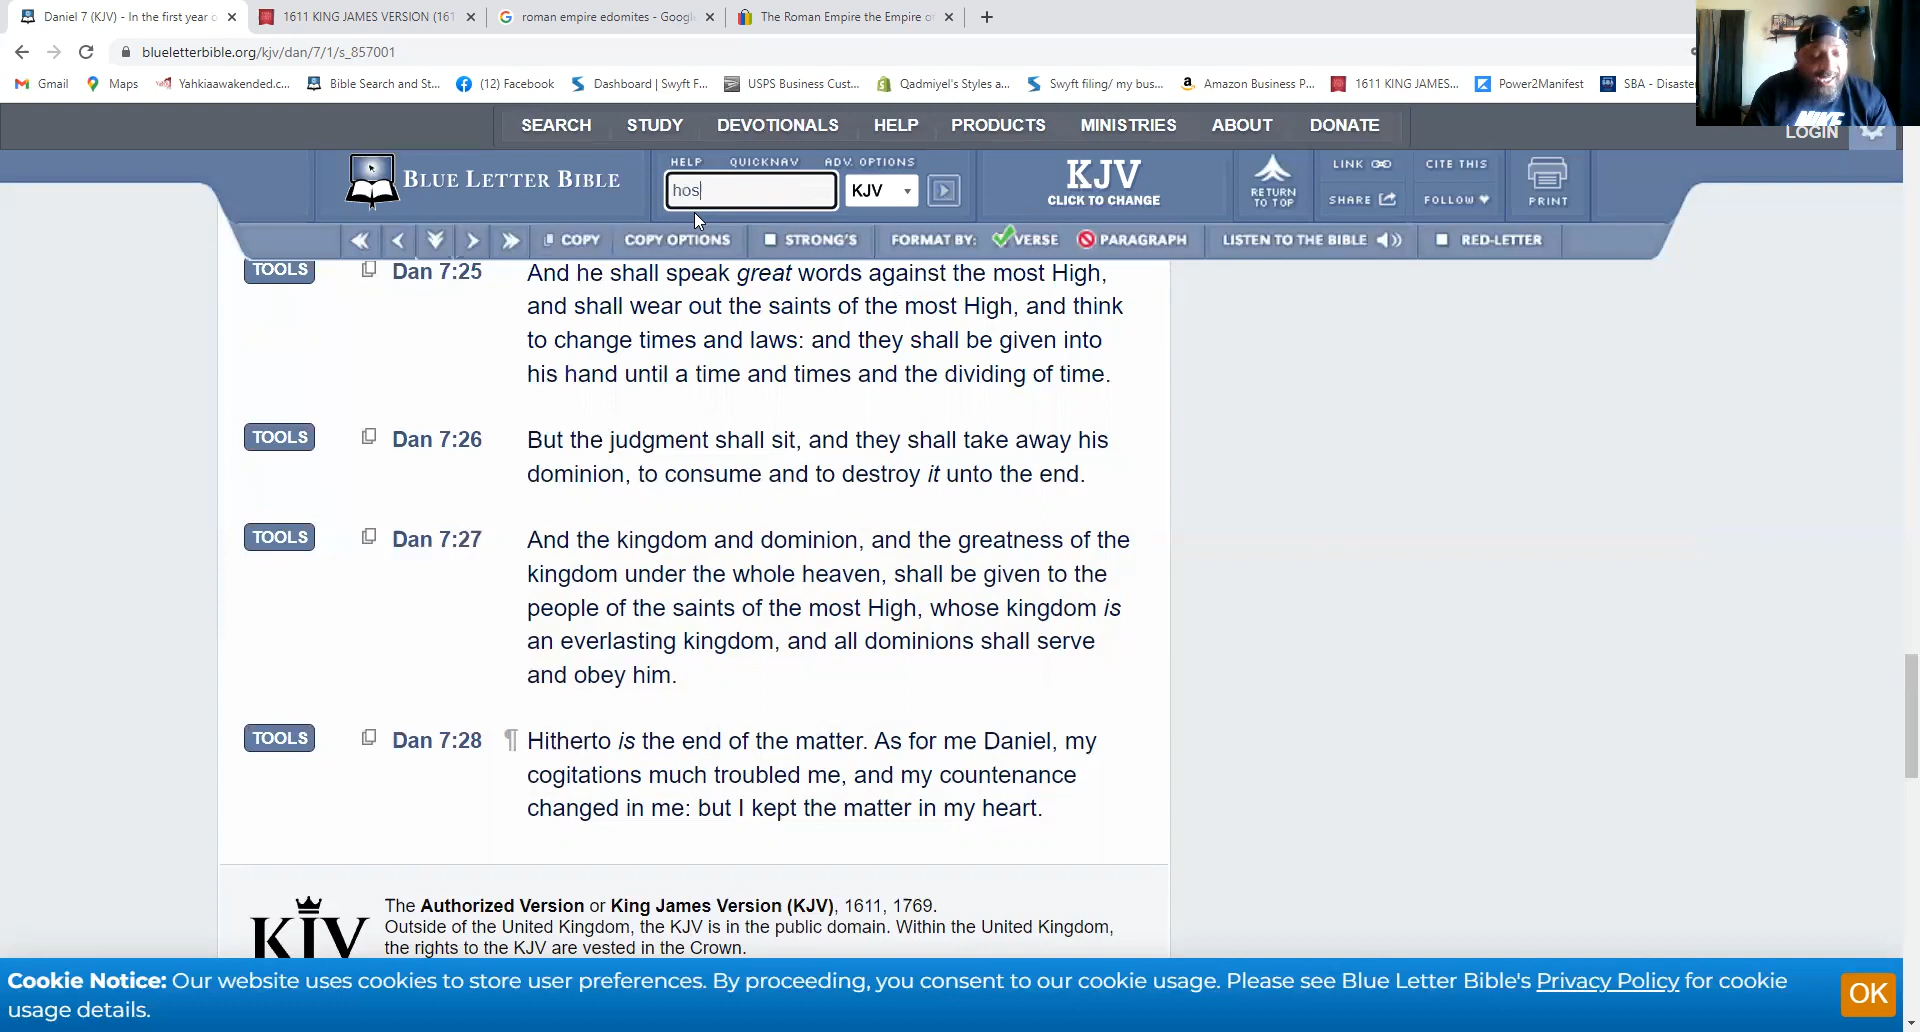 Daniel 7 (KJV) - In the first year o
1611 KING JAMES VERSION (161
roman empire edomites - Googl
The Roman Empire the Empire o
blueletterbible.org/kjv/dan/7/1/s_857001
Gmail
Maps
Yahkiaawakended.c...
Bible Search and St...
(12) Facebook
Dashboard | Swyft F...
USPS Business Cust...
Qadmiyel's Styles a...
Swyft filing/ my bus...
Amazon Business P...
1611 KING JAMES...
Power2Manifest
SBA - Disaste
NIKE
SEARCH STUDY DEVOTIONALS HELP PRODUCTS MINISTRIES ABOUT DONATE LOGIN
HELP QUICKNAV ADV. OPTIONS
BLUE LETTER BIBLE
hos
KJV
KJV
CLICK TO CHANGE
RETURN
TO TOP
LINK
CITE THIS
SHARE
FOLLOW
PRINT
COPY COPY OPTIONS STRONG'S FORMAT BY: VERSE PARAGRAPH LISTEN TO THE BIBLE RED-LETTER
TOOLS Dan 7:25 And he shall speak great words against the most High,
and shall wear out the saints of the most High, and think
to change times and laws: and they shall be given into
his hand until a time and times and the dividing of time.
TOOLS Dan 7:26 But the judgment shall sit, and they shall take away his
dominion, to consume and to destroy it unto the end.
TOOLS Dan 7:27 And the kingdom and dominion, and the greatness of the
kingdom under the whole heaven, shall be given to the
people of the saints of the most High, whose kingdom is
an everlasting kingdom, and all dominions shall serve
and obey him.
TOOLS Dan 7:28 ¶ Hitherto is the end of the matter. As for me Daniel, my
cogitations much troubled me, and my countenance
changed in me: but I kept the matter in my heart.
KJV
The Authorized Version or King James Version (KJV), 1611, 1769.
Outside of the United Kingdom, the KJV is in the public domain. Within the United Kingdom,
the rights to the KJV are vested in the Crown.
Cookie Notice: Our website uses cookies to store user preferences. By proceeding, you consent to our cookie usage. Please see Blue Letter Bible's Privacy Policy for cookie
usage details.
OK